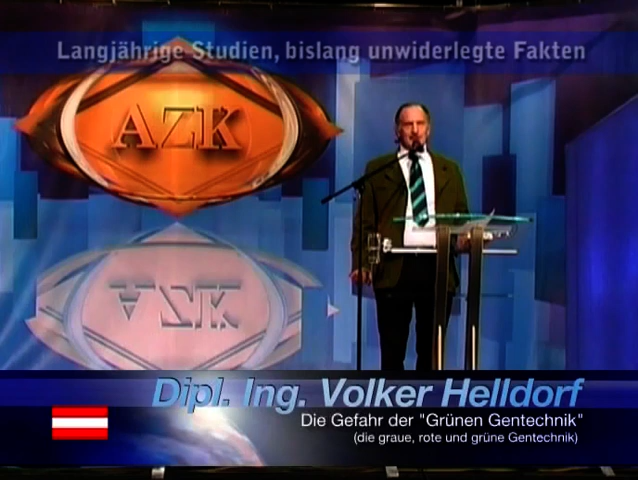 Langjährige Studien, bislang unwiderlegte Fakten
AZK
AZK
Dipl. Ing. Volker Helldorf
Die Gefahr der "Grünen Gentechnik"
(die graue, rote und grüne Gentechnik)